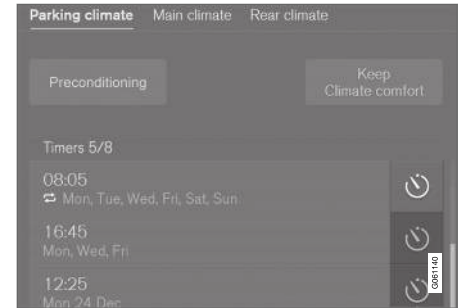 Parking climate Main climate Rear climate
Preconditioning
Keep
Climate comfort
Timers 5/8
08:05
Mon, Tue, Wed, Fri, Sat, Sun
16:45
Mon, Wed, Fri
12:25
Mon 24 Dec
G061140